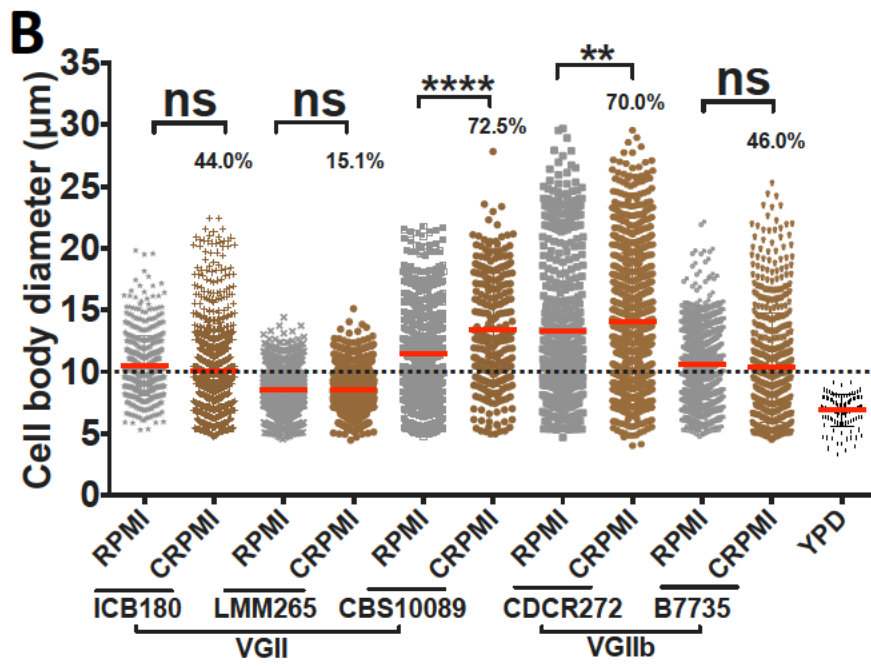 B
Cell body diameter (µm)
35
30
25
20
15
10
5
0
ns
ns
****
**
ns
44.0%
15.1%
72.5%
70.0%
46.0%
RPMI
CRPMI
RPMI
CRPMI
RPMI
CRPMI
RPMI
CRPMI
RPMI
CRPMI
YPD
ICB180
LMM265
CBS10089
CDCR272
B7735
VGII
VGIIb